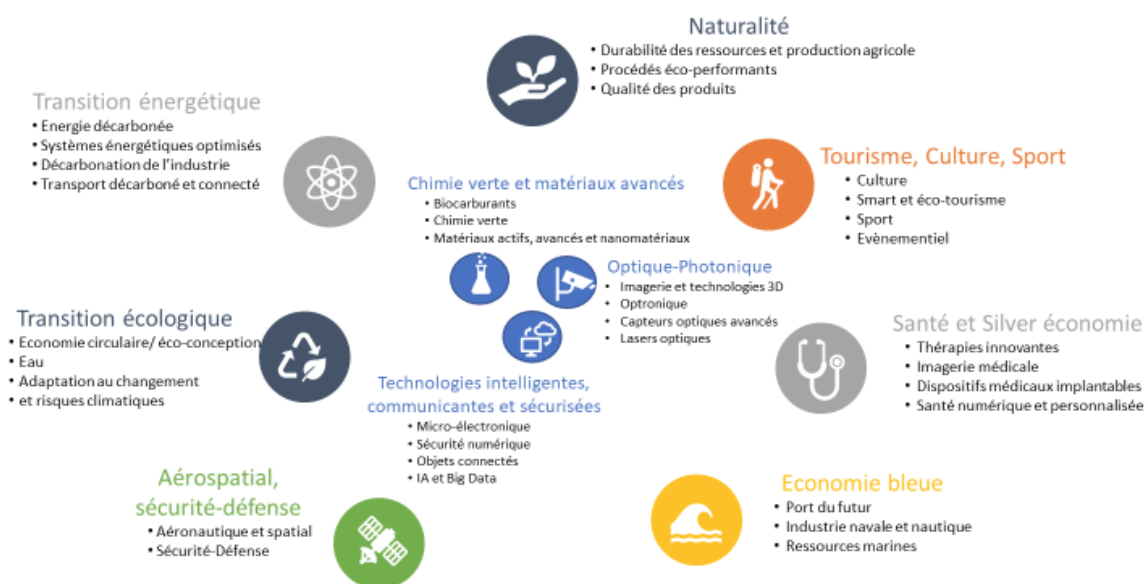 Naturalité
• Durabilité des ressources et production agricole
• Procédés éco-performants
• Qualité des produits
Transition énergétique
• Energie décarbonée
• Systèmes énergétiques optimisés
• Décarbonation de l'industrie
• Transport décarboné et connecté
Chimie verte et matériaux avancés
• Biocarburants
• Chimie verte
• Matériaux actifs, avancés et nanomatériaux
Tourisme, Culture, Sport
• Culture
• Smart et éco-tourisme
• Sport
• Evènementiel
Optique-Photonique
• Imagerie et technologies 3D
• Optronique
• Capteurs optiques avancés
• Lasers optiques
Transition écologique
• Economie circulaire/ éco-conception
• Eau
• Adaptation au changement
• et risques climatiques
Santé et Silver économie
• Thérapies innovantes
• Imagerie médicale
• Dispositifs médicaux implantables
• Santé numérique et personnalisée
Technologies intelligentes,
communicantes et sécurisées
• Micro-électronique
• Sécurité numérique
• Objets connectés
• IA et Big Data
Aérospatial,
sécurité-défense
• Aéronautique et spatial
• Sécurité-Défense
Economie bleue
• Port du futur
• Industrie navale et nautique
• Ressources marines